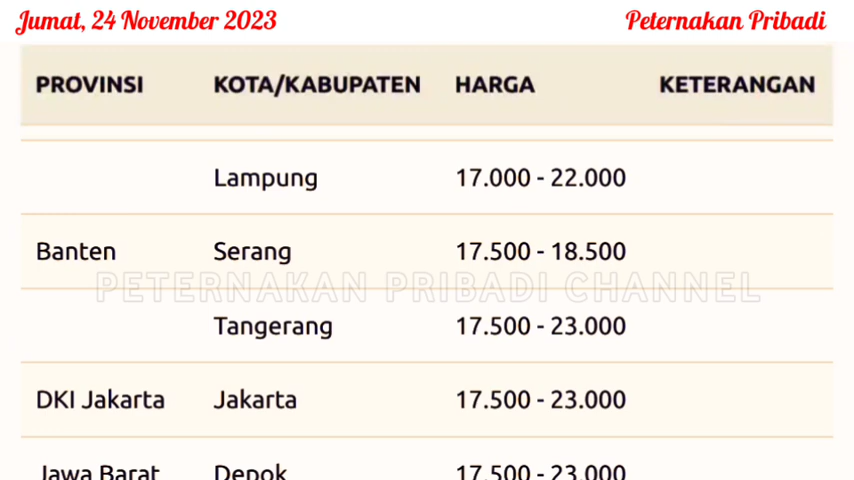 Jumat, 24 November 2023 Peternakan Pribadi
PROVINSI KOTA/KABUPATEN HARGA KETERANGAN
Lampung 17.000 - 22.000
Banten Serang 17.500 - 18.500
PETERNAKAN PRIBADI CHANNEL
Tangerang 17.500 - 23.000
DKI Jakarta Jakarta 17.500 - 23.000
Jawa Barat Depok 17.500 - 23.000